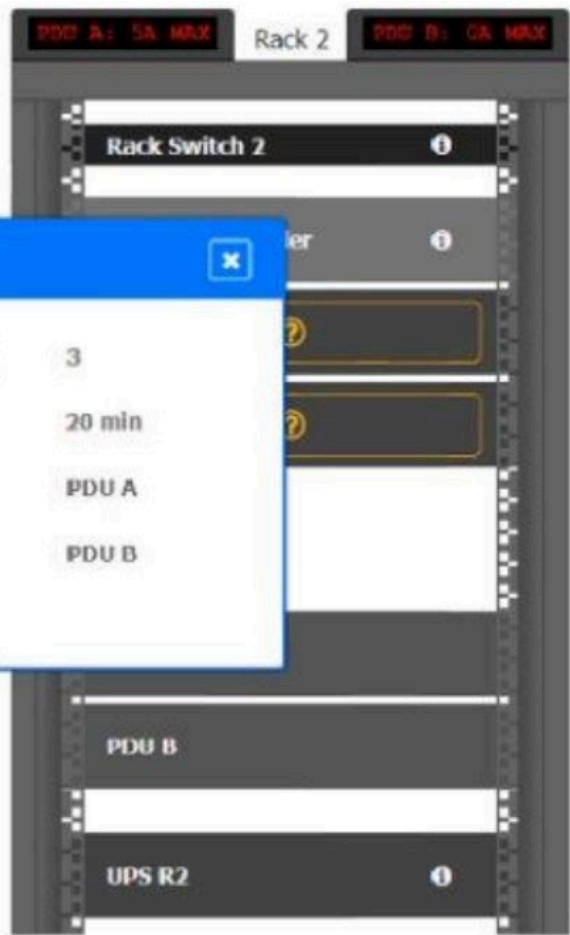 PDU A: 5A MAX
Rack 2
PDU B: 0A MAX
Rack Switch 2
ler
3
20 min
PDU A
PDU B
PDU B
UPS R2